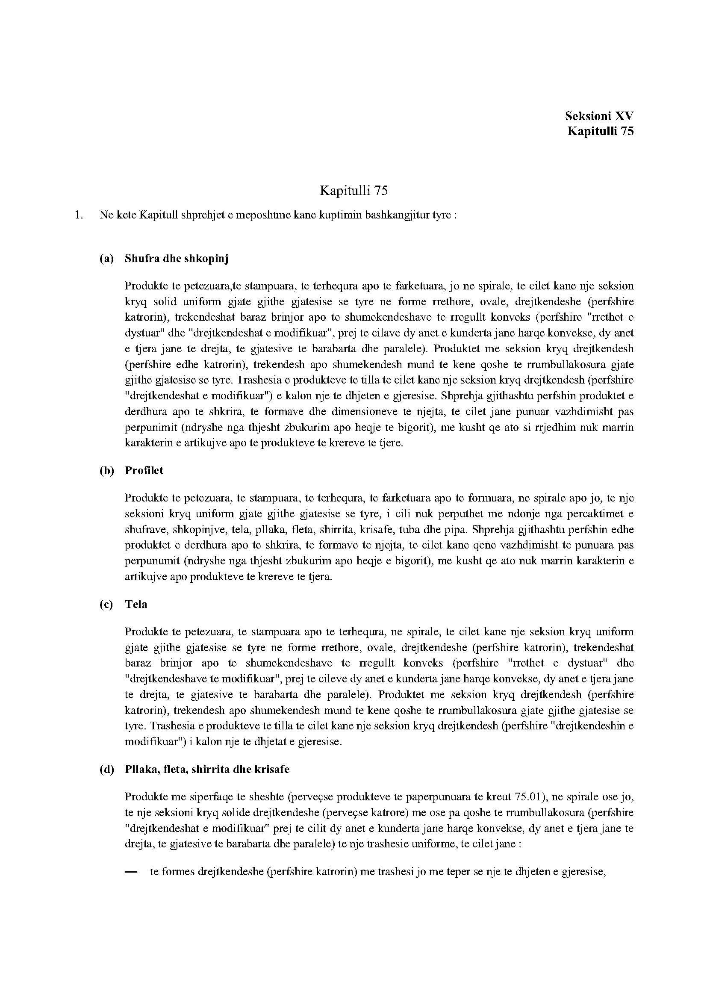 Seksioni XV
Kapitulli 75
Kapitulli 75
1. Ne kete Kapitull shprehjet e meposhtme kane kuptimin bashkangjitur tyre :
(a) Shufra dhe shkopinj
Produkte te petezuara,te stampuara, te terhequra apo te farketuara, jo ne spirale, te cilet kane nje seksion
kryq solid uniform gjate gjithe gjatesise se tyre ne forme rrethore, ovale, drejtkendeshe (perfshire
katrorin), trekendeshat baraz brinjor apo te shumekendeshave te rregullt konveks (perfshire "rrethet e
dystuar" dhe "drejtkendeshat e modifikuar", prej te cilave dy anet e kunderta jane harqe konvekse, dy anet
e tjera jane te drejta, te gjatesive te barabarta dhe paralele). Produktet me seksion kryq drejtkendesh
(perfshire edhe katrorin), trekendesh apo shumekendesh mund te kene qoshe te rrumbullakosura gjate
gjithe gjatesise se tyre. Trashesia e produkteve te tilla te cilet kane nje seksion kryq drejtkendesh (perfshire
"drejtkendeshat e modifikuar") e kalon nje te dhjeten e gjeresise. Shprehja gjithashtu perfshin produktet e
derdhura apo te shkrira, te formave dhe dimensioneve te njejta, te cilet jane punuar vazhdimisht pas
perpunimit (ndryshe nga thjesht zbukurim apo heqje te bigorit), me kusht qe ato si rrjedhim nuk marrin
karakterin e artikujve apo te produkteve te krereve te tjere.
(b) Profilet
Produkte te petezuara, te stampuara, te terhequra, te farketuara apo te formuara, ne spirale apo jo, te nje
seksioni kryq uniform gjate gjithe gjatesise se tyre, i cili nuk perputhet me ndonje nga percaktimet e
shufrave, shkopinjve, tela, pllaka, fleta, shirrita, krisafe, tuba dhe pipa. Shprehja gjithashtu perfshin edhe
produktet e derdhura apo te shkrira, te formave te njejta, te cilet kane qene vazhdimisht te punuara pas
perpunumit (ndryshe nga thjesht zbukurim apo heqje e bigorit), me kusht qe ato nuk marrin karakterin e
artikujve apo produkteve te krereve te tjera.
(c) Tela
Produkte te petezuara, te stampuara apo te terhequra, ne spirale, te cilet kane nje seksion kryq uniform
gjate gjithe gjatesise se tyre ne forme rrethore, ovale, drejtkendeshe (perfshire katrorin), trekendeshat
baraz brinjor apo te shumekendeshave te rregullt konveks (perfshire "rrethet e dystuar" dhe
"drejtkendeshave te modifikuar", prej te cileve dy anet e kunderta jane harqe konvekse, dy anet e tjera jane
te drejta, te gjatesive te barabarta dhe paralele). Produktet me seksion kryq drejtkendesh (perfshire
katrorin), trekendesh apo shumekendesh mund te kene qoshe te rrumbullakosura gjate gjithe gjatesise se
tyre. Trashesia e produkteve te tilla te cilet kane nje seksion kryq drejtkendesh (perfshire "drejtkendeshin e
modifikuar") i kalon nje te dhjetat e gjeresise.
(d) Pllaka, fleta, shirrita dhe krisafe
Produkte me siperfaqe te sheshte (perveçse produkteve te paperpunuara te kreut 75.01), ne spirale ose jo,
te nje seksioni kryq solide drejtkendeshe (perveçse katrore) me ose pa qoshe te rrumbullakosura (perfshire
"drejtkendeshat e modifikuar" prej te cilit dy anet e kunderta jane harqe konvekse, dy anet e tjera jane te
drejta, te gjatesive te barabarta dhe paralele) te nje trashesie uniforme, te cilet jane :
— te formes drejtkendeshe (perfshire katrorin) me trashesi jo me teper se nje te dhjeten e gjeresise,